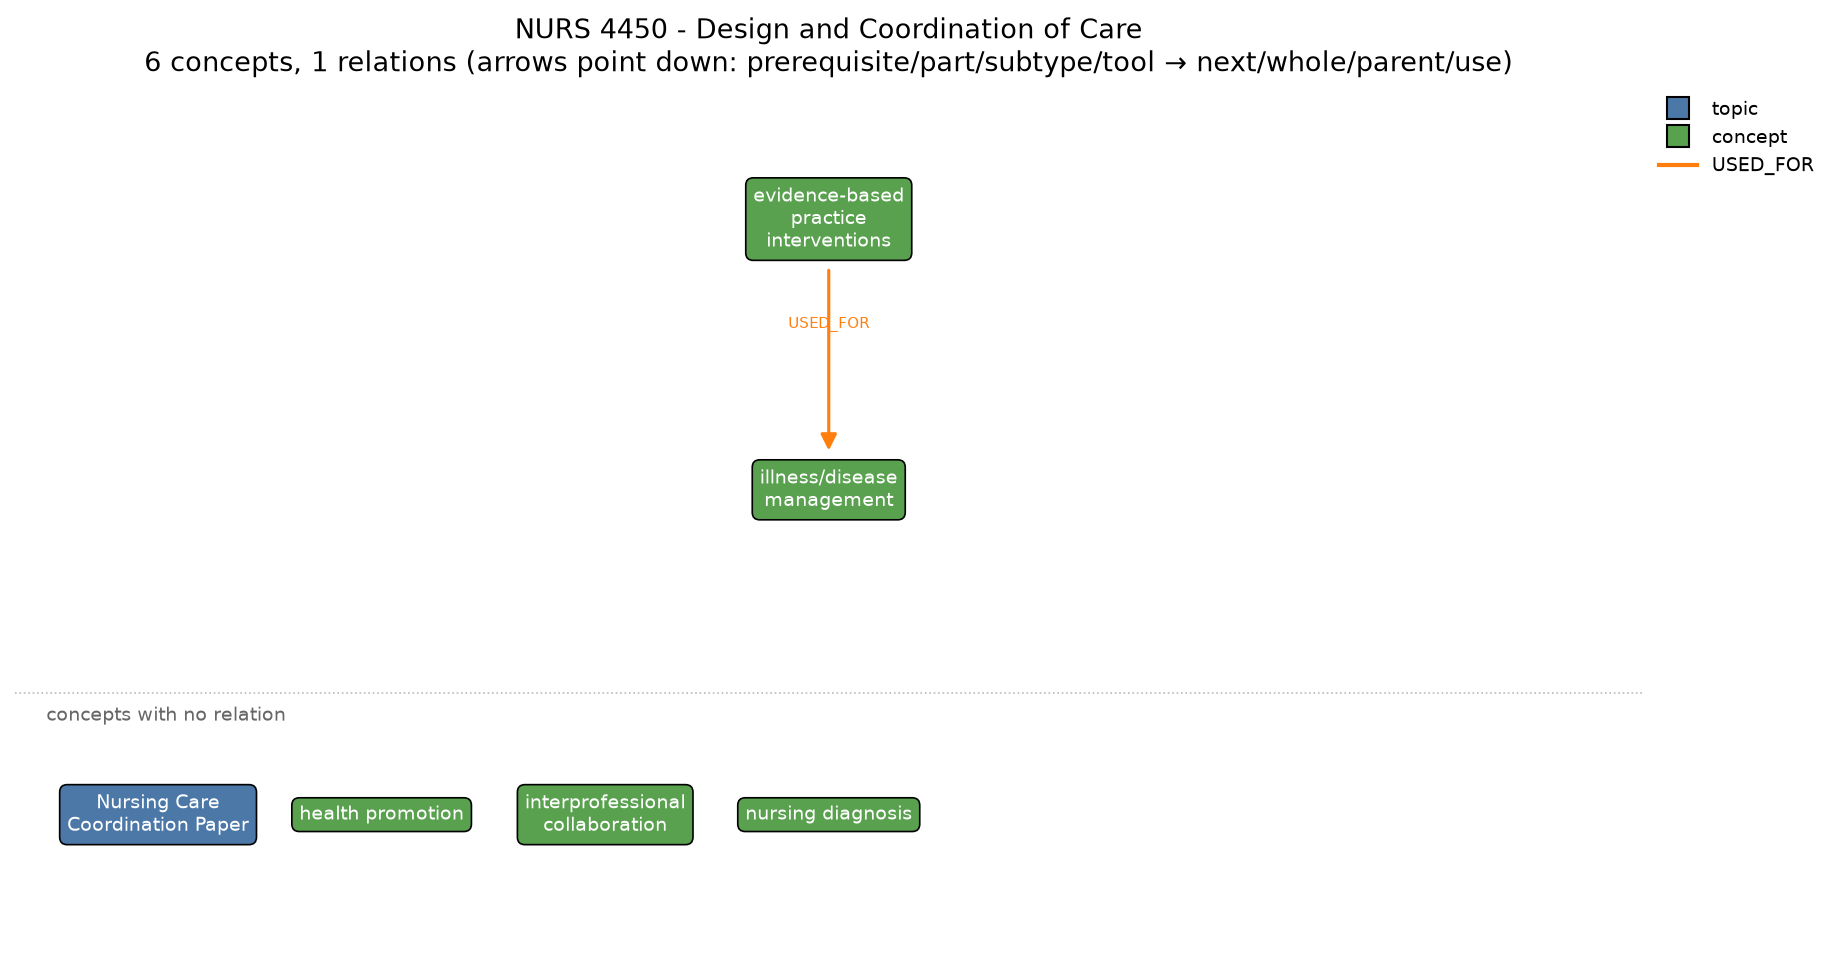 NURS 4450 - Design and Coordination of Care
6 concepts, 1 relations (arrows point down: prerequisite/part/subtype/tool → next/whole/parent/use)
topic
concept
USED_FOR
evidence-based
practice
interventions
USED_FOR
illness/disease
management
concepts with no relation
Nursing Care
Coordination Paper
health promotion
interprofessional
collaboration
nursing diagnosis